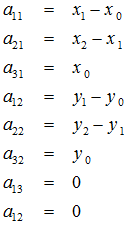 a₁₁ = x₁ - x₀
a₂₁ = x₂ - x₁
a₃₁ = x₀
a₁₂ = y₁ - y₀
a₂₂ = y₂ - y₁
a₃₂ = y₀
a₁₃ = 0
a₁₂ = 0